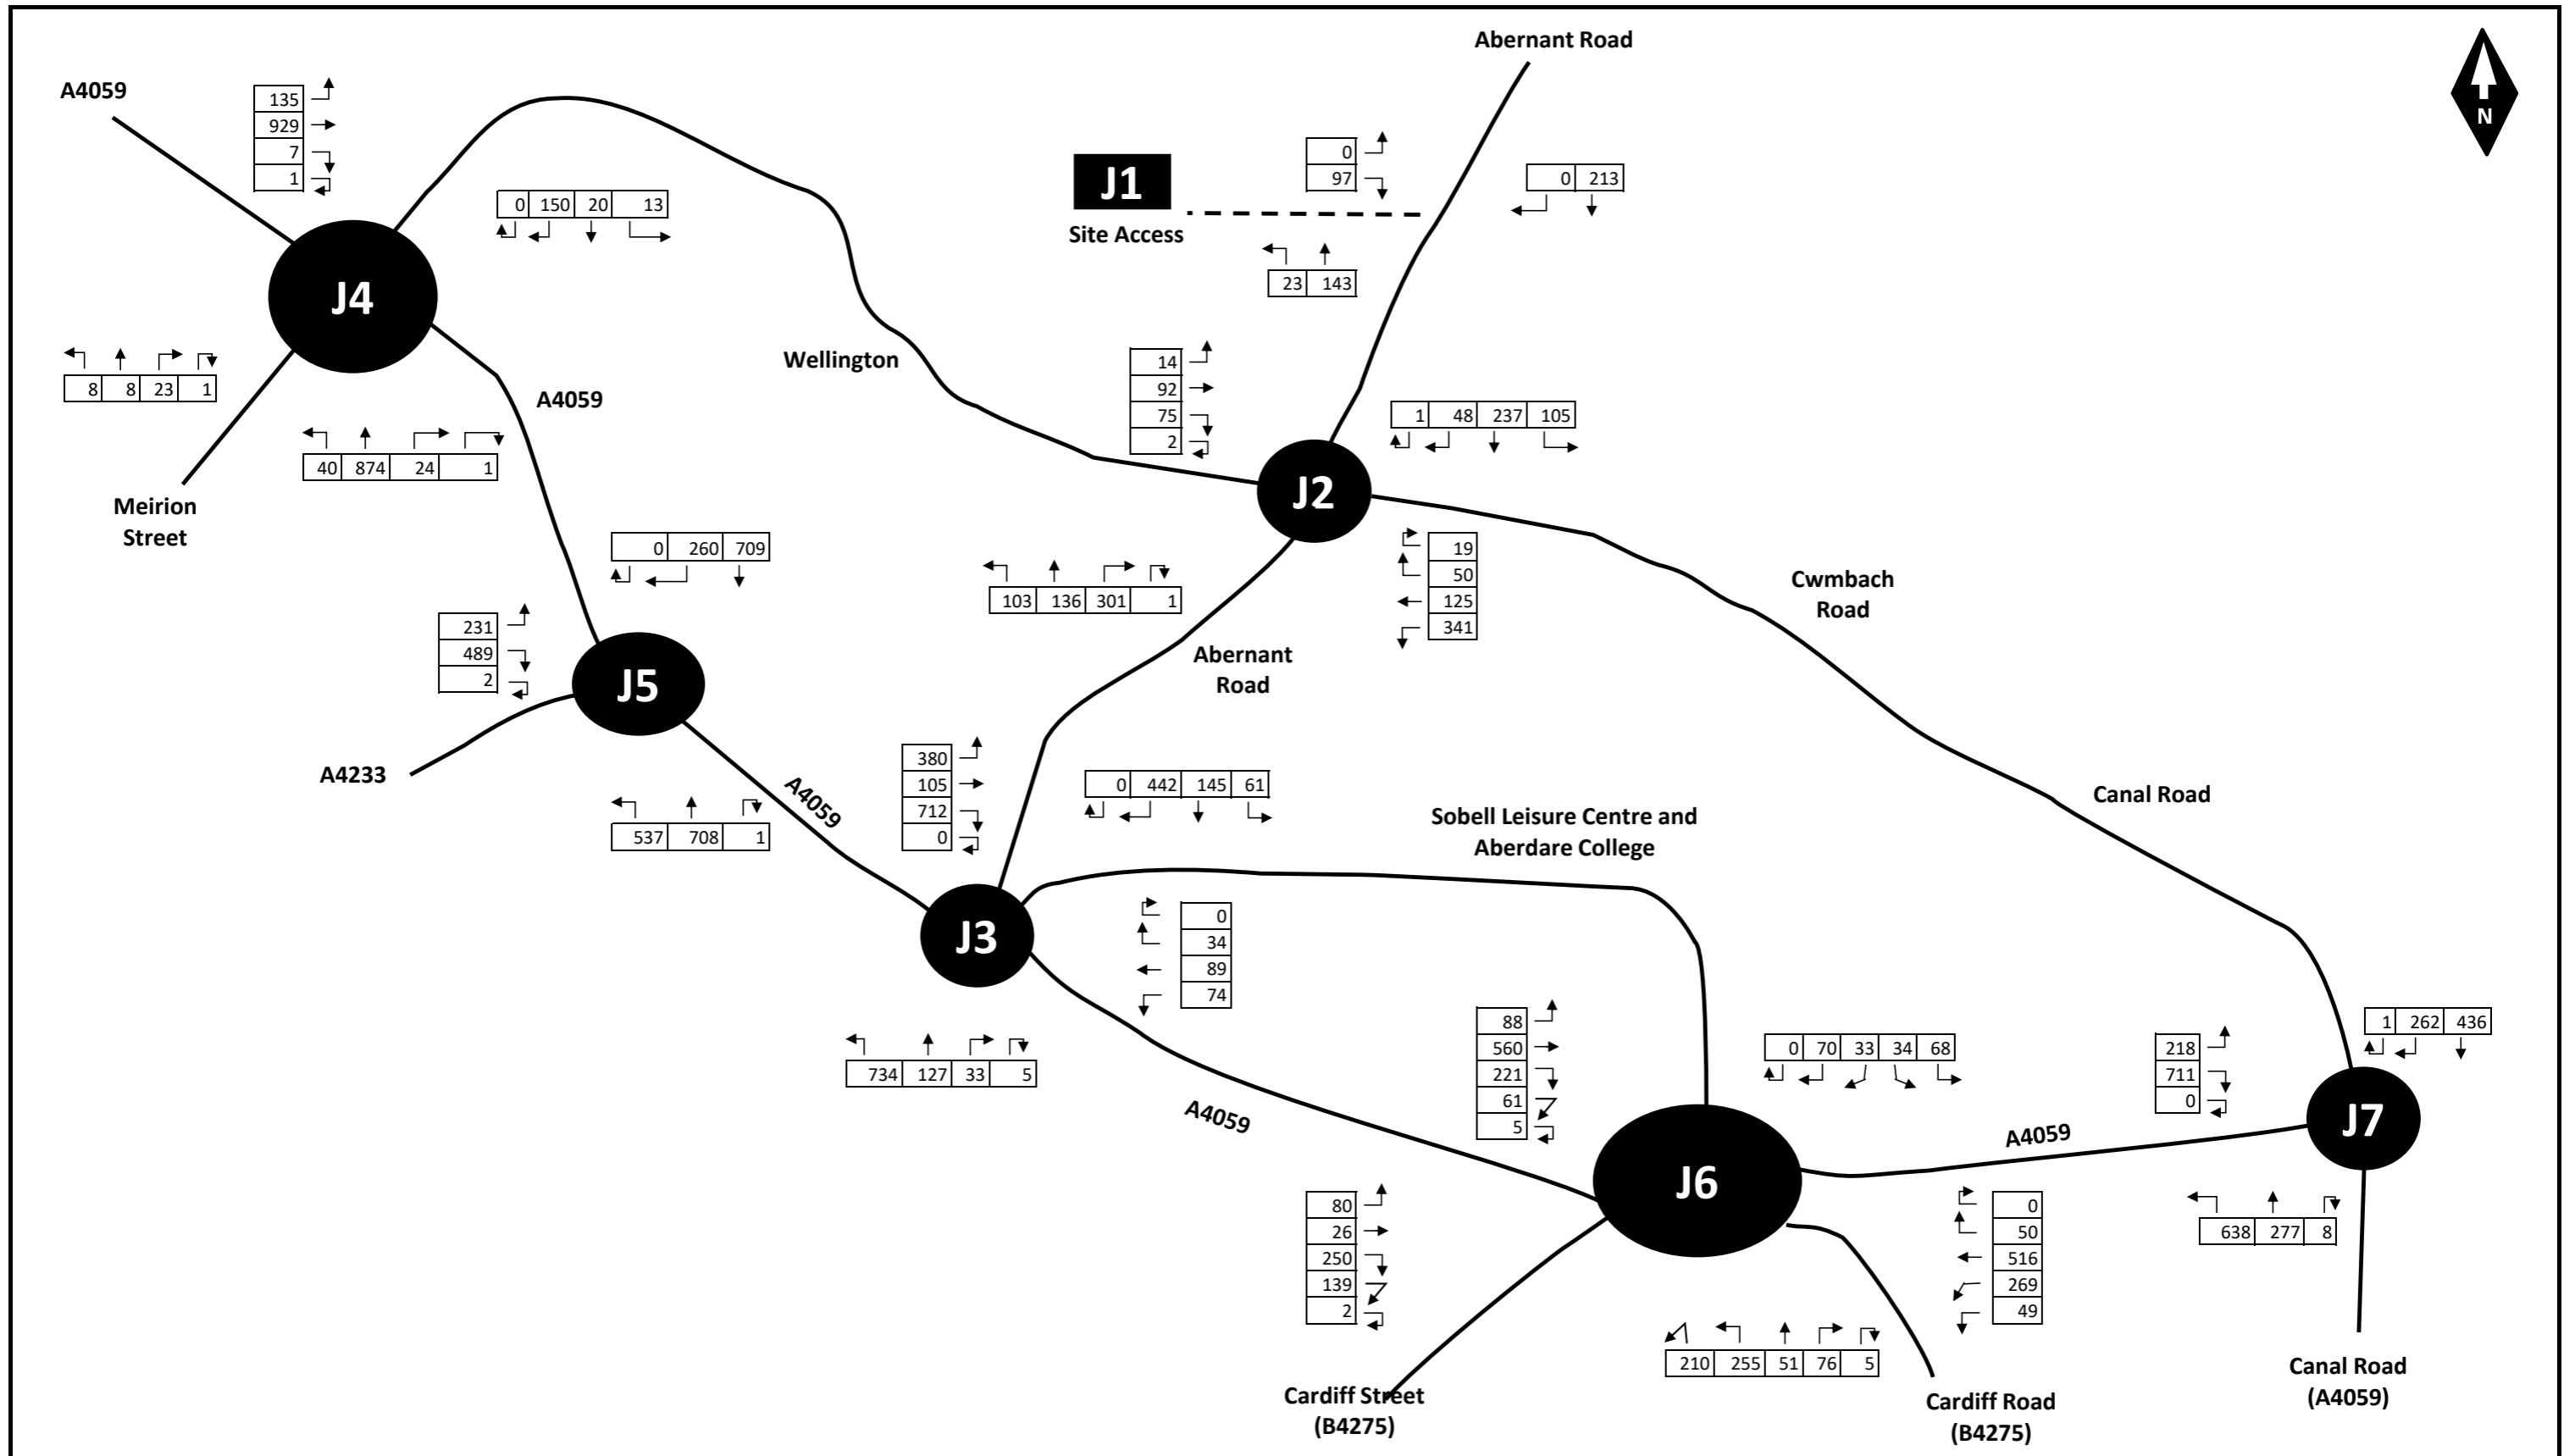 Abernant Road
A4059
135
929
7
1
N
0
97
0 213
J1
Site Access
0 150 20 13
23 143
J4
Wellington
14
92
75
2
8 8 23 1
A4059
1 48 237 105
40 874 24 1
J2
Meirion
Street
0 260 709
19
50
125
341
103 136 301 1
Cwmbach
Road
231
489
2
Abernant
Road
J5
A4233
A4059
380
105
712
0
0 442 145 61
Canal Road
537 708 1
Sobell Leisure Centre and
Aberdare College
J3
0
34
89
74
734 127 33 5
A4059
88
560
221
61
5
0 70 33 34 68
218
711
0
1 262 436
J7
A4059
J6
80
26
250
139
2
0
50
516
269
49
638 277 8
210 255 51 76 5
Cardiff Street
(B4275)
Cardiff Road
(B4275)
Canal Road
(A4059)